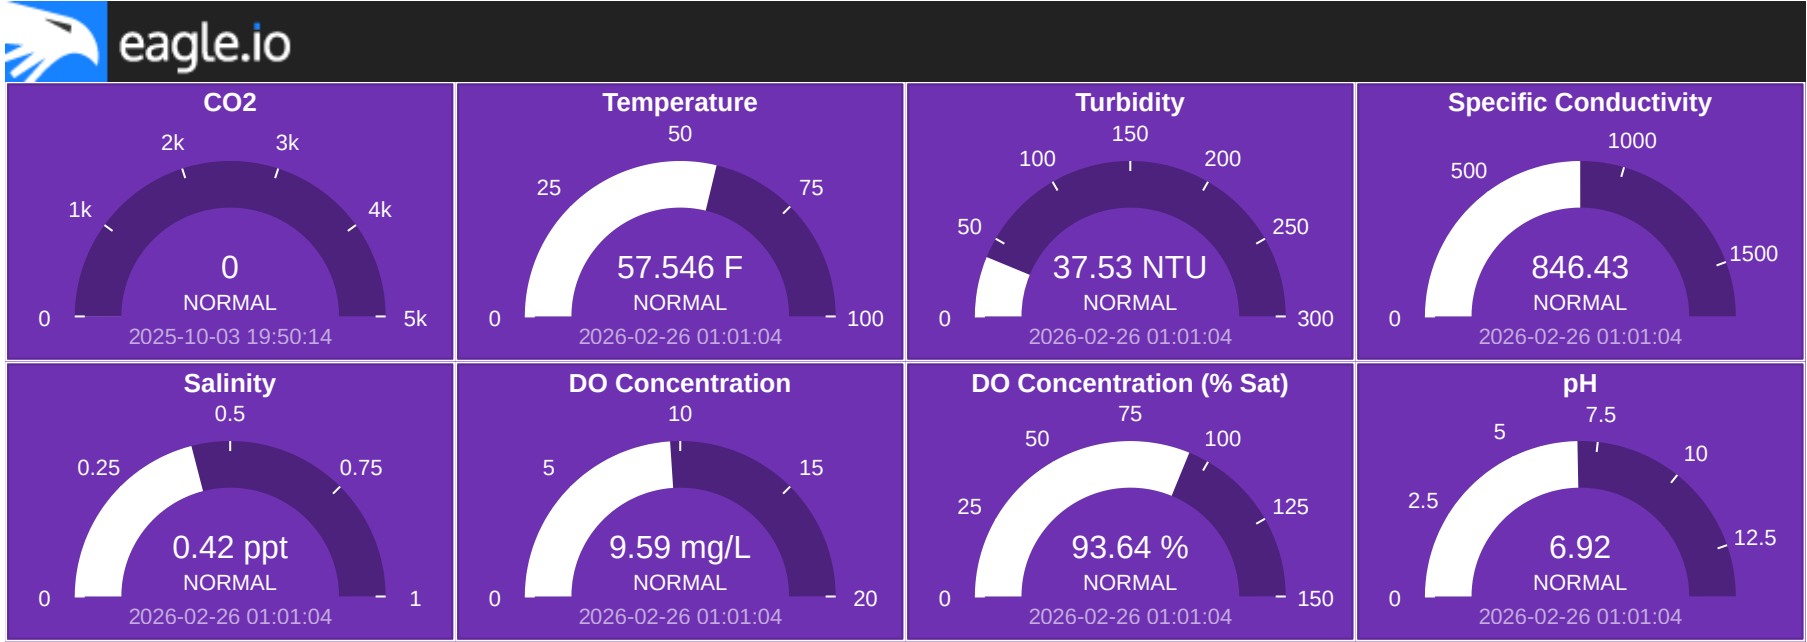 eagle.io
CO2
0
1k
2k
3k
4k
5k
0
NORMAL
2025-10-03 19:50:14
Temperature
0
25
50
75
100
57.546 F
NORMAL
2026-02-26 01:01:04
Turbidity
0
50
100
150
200
250
300
37.53 NTU
NORMAL
2026-02-26 01:01:04
Specific Conductivity
0
500
1000
1500
846.43
NORMAL
2026-02-26 01:01:04
Salinity
0
0.25
0.5
0.75
1
0.42 ppt
NORMAL
2026-02-26 01:01:04
DO Concentration
0
5
10
15
20
9.59 mg/L
NORMAL
2026-02-26 01:01:04
DO Concentration (% Sat)
0
25
50
75
100
125
150
93.64 %
NORMAL
2026-02-26 01:01:04
pH
0
2.5
5
7.5
10
12.5
6.92
NORMAL
2026-02-26 01:01:04